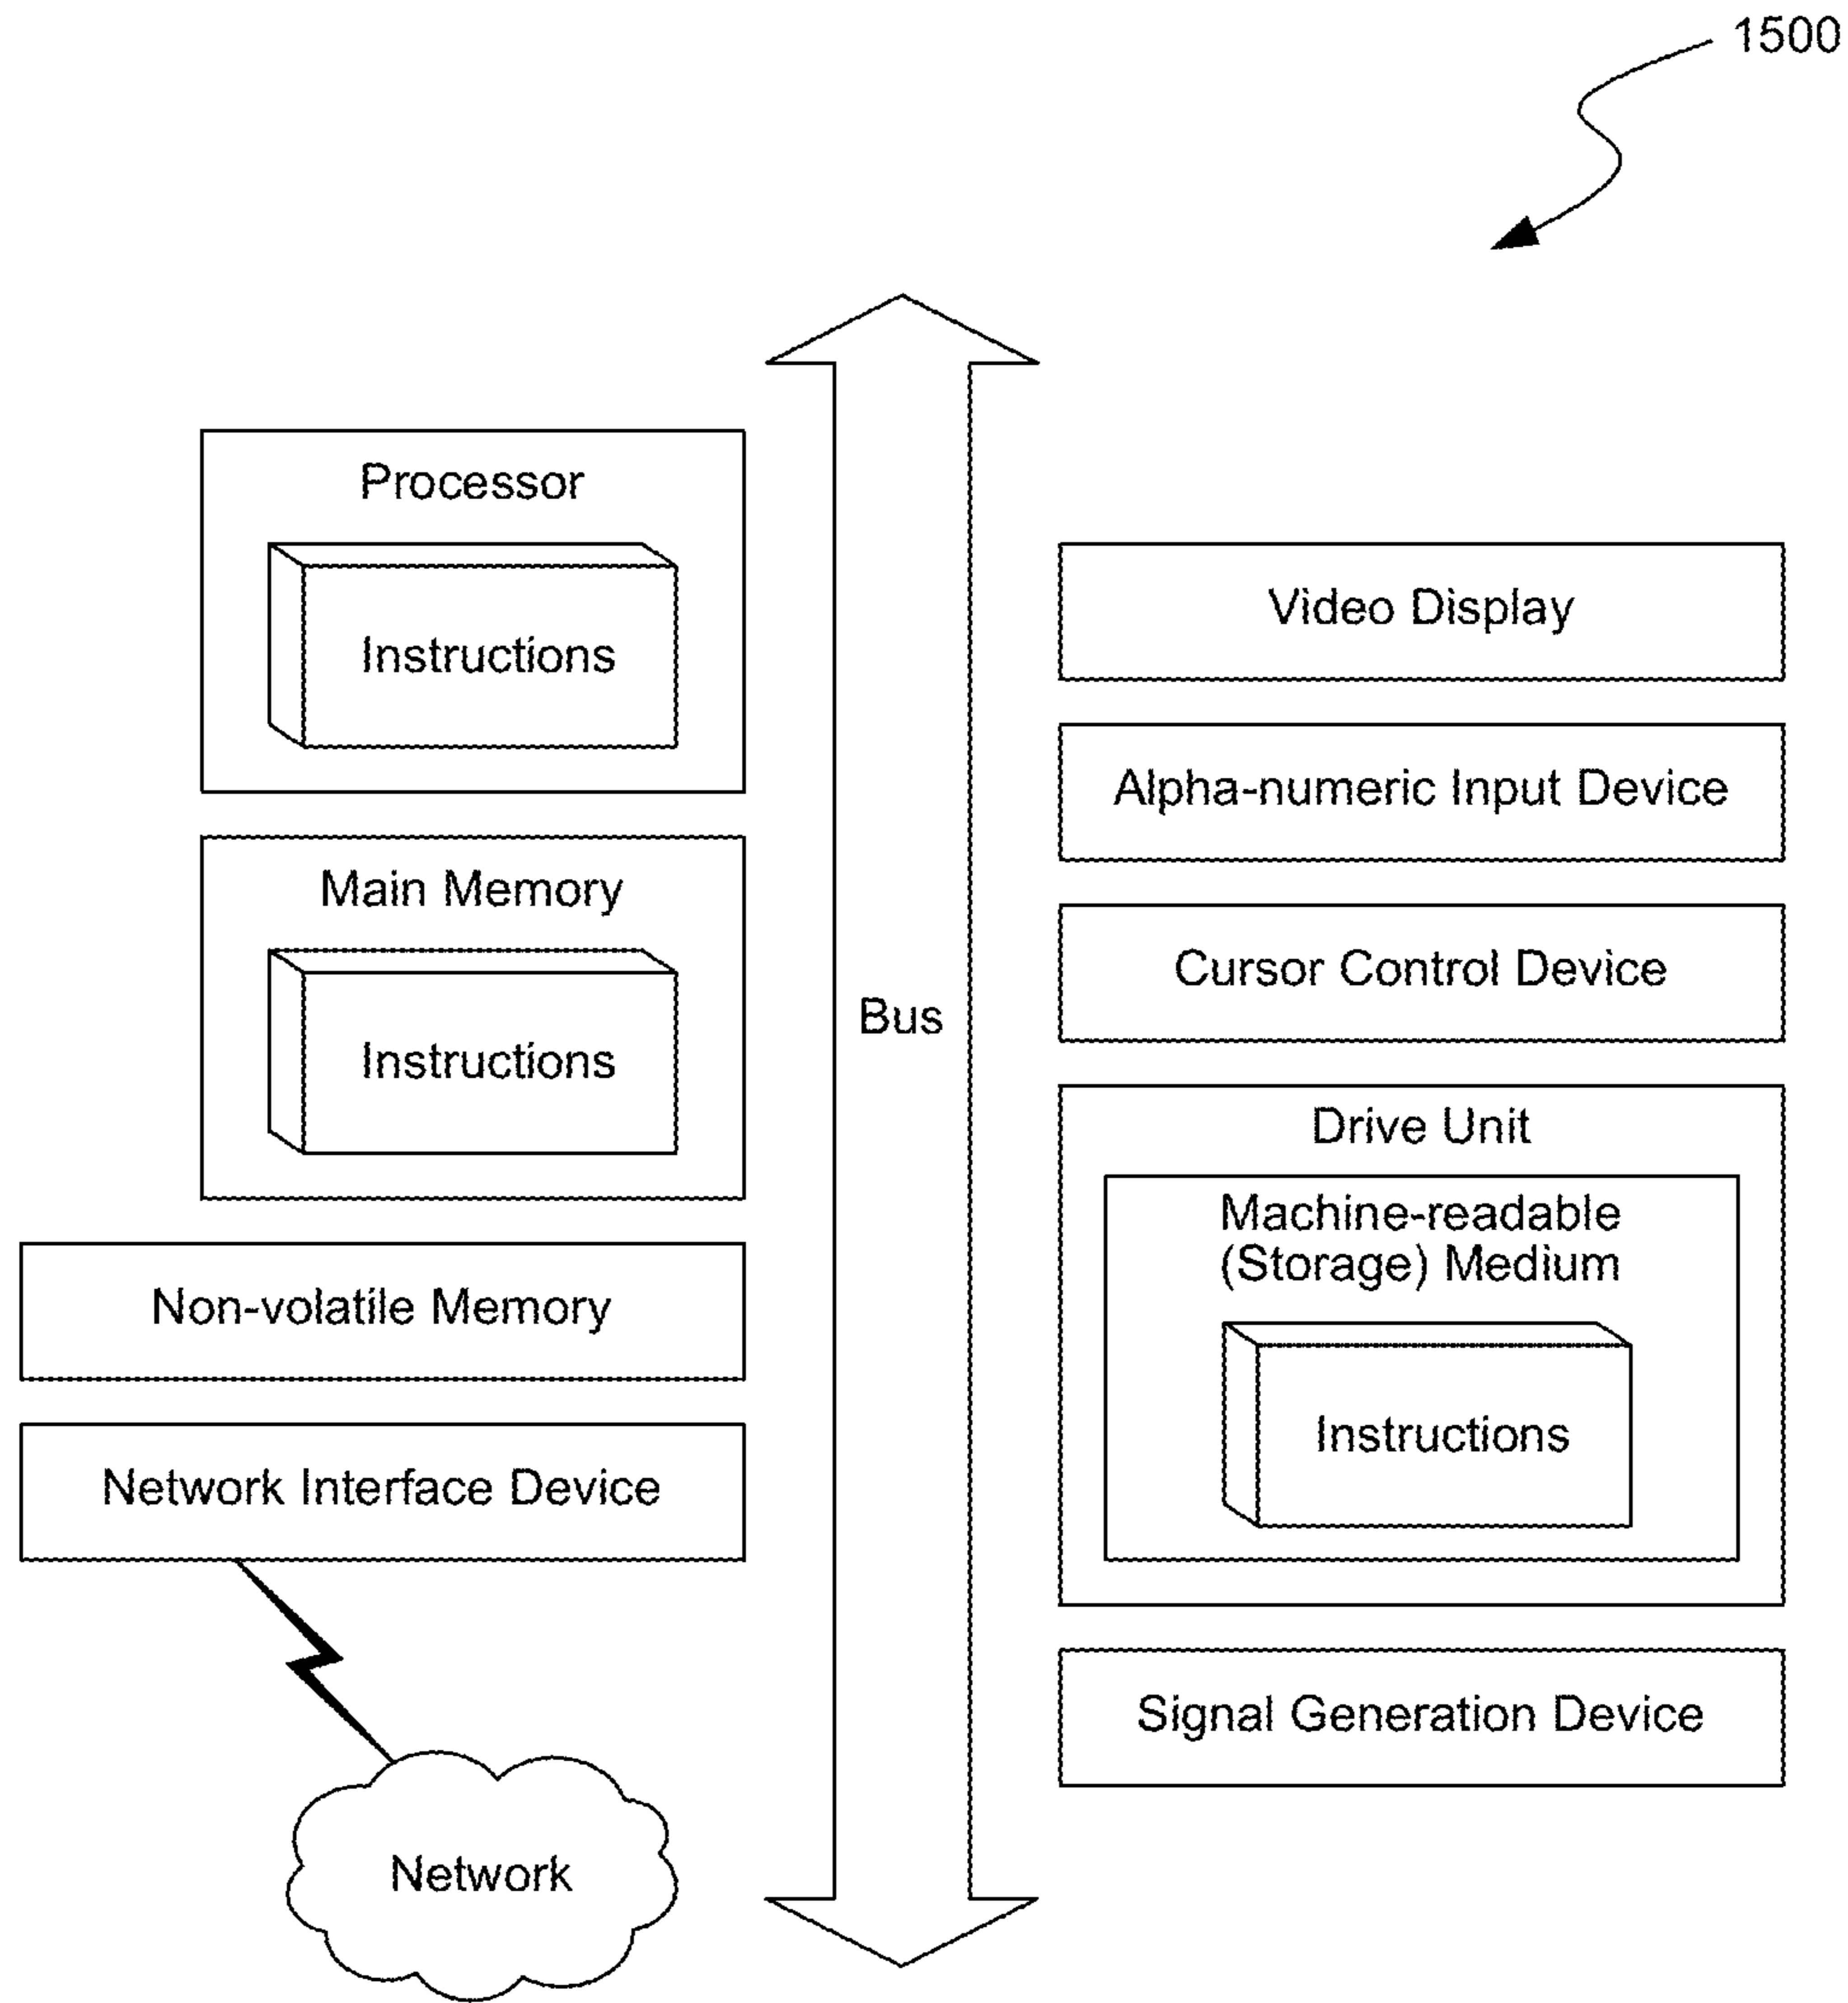 1500
Processor
Instructions
Main Memory
Instructions
Non-volatile Memory
Network Interface Device
Network
Bus
Video Display
Alpha-numeric Input Device
Cursor Control Device
Drive Unit
Machine-readable
(Storage) Medium
Instructions
Signal Generation Device